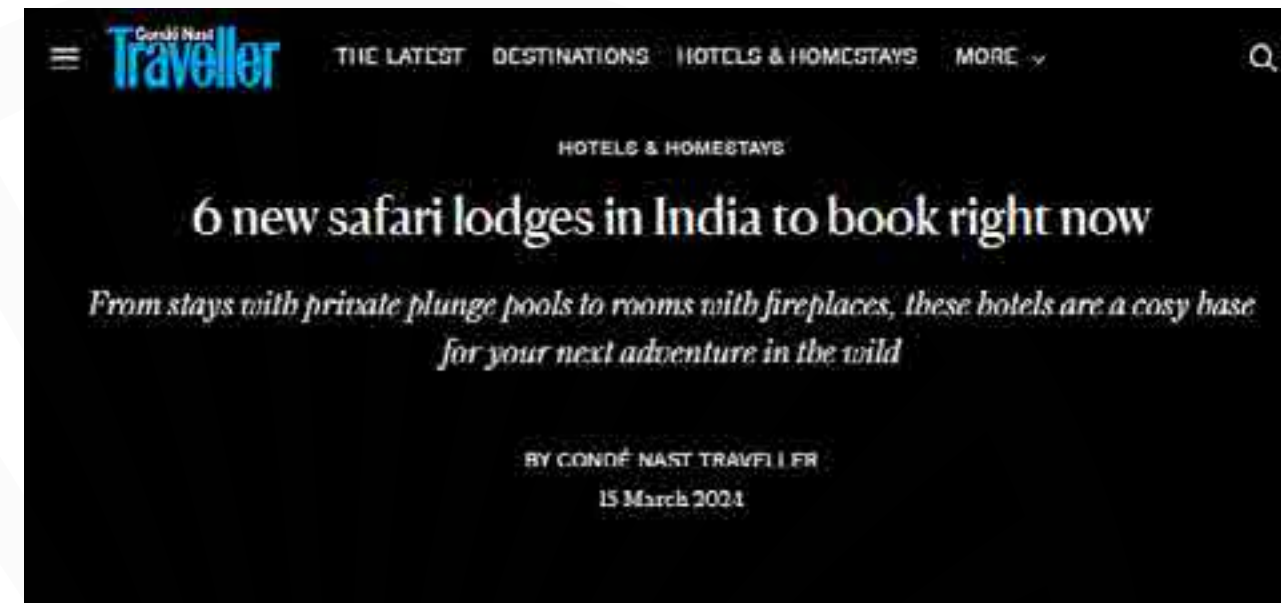 Condé Nast
Traveller
THE LATEST DESTINATIONS HOTELS & HOMESTAYS MORE
HOTELS & HOMESTAYS
6 new safari lodges in India to book right now
From stays with private plunge pools to rooms with fireplaces, these hotels are a cosy base
for your next adventure in the wild
BY CONDÉ NAST TRAVELLER
15 March 2024